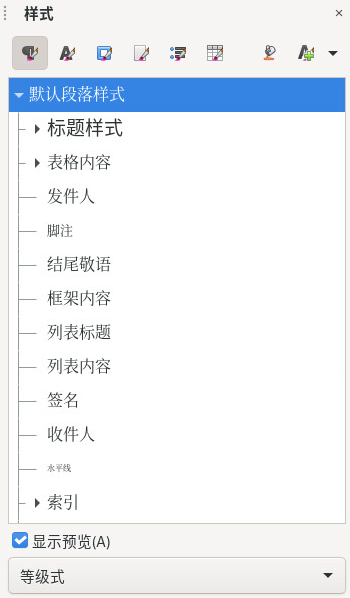 样式
默认段落样式
标题样式
表格内容
发件人
脚注
结尾敬语
框架内容
列表标题
列表内容
签名
收件人
水平线
索引
显示预览(A)
等级式